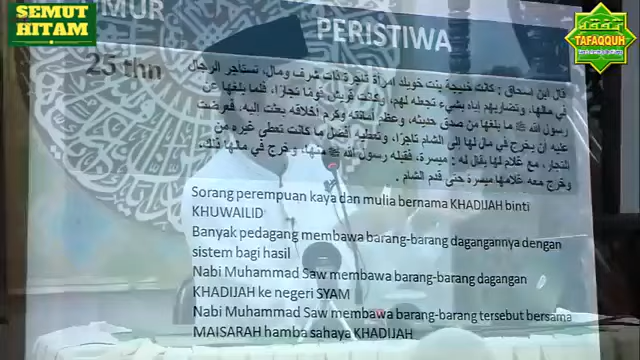 SEMUT
HITAM
TAFAQQUH
UMUR
PERISTIWA
25 thn
قال ابن اسحاق : كانت خديجة بنت خويلد امرأة تاجرة ذات شرف ومال، تستأجر الرجال
في مالها، وتضاربهم إياه بشيء تجعله لهم، وكانت قريش قوما تجارا، فلما بلغها عن
رسول الله ﷺ ما بلغها من صدق حديثه، وعظم أمانته وكرم أخلاقه بعثت إليه، فعرضت
عليه أن يخرج في مال لها إلى الشام تاجرا، وتعطيه أفضل ما كانت تعطي غيره من
التجار، مع غلام لها يقال له : ميسرة، فقبله رسول الله ﷺ منها، وخرج في مالها ذلك،
وخرج معه غلامها ميسرة حتى قدم الشام .
Sorang perempuan kaya dan mulia bernama KHADIJAH binti
KHUWAILID
Banyak pedagang membawa barang-barang dagangannya dengan
sistem bagi hasil
Nabi Muhammad Saw membawa barang-barang dagangan
KHADIJAH ke negeri SYAM
Nabi Muhammad Saw membawa barang-barang tersebut bersama
MAISARAH hamba sahaya KHADIJAH